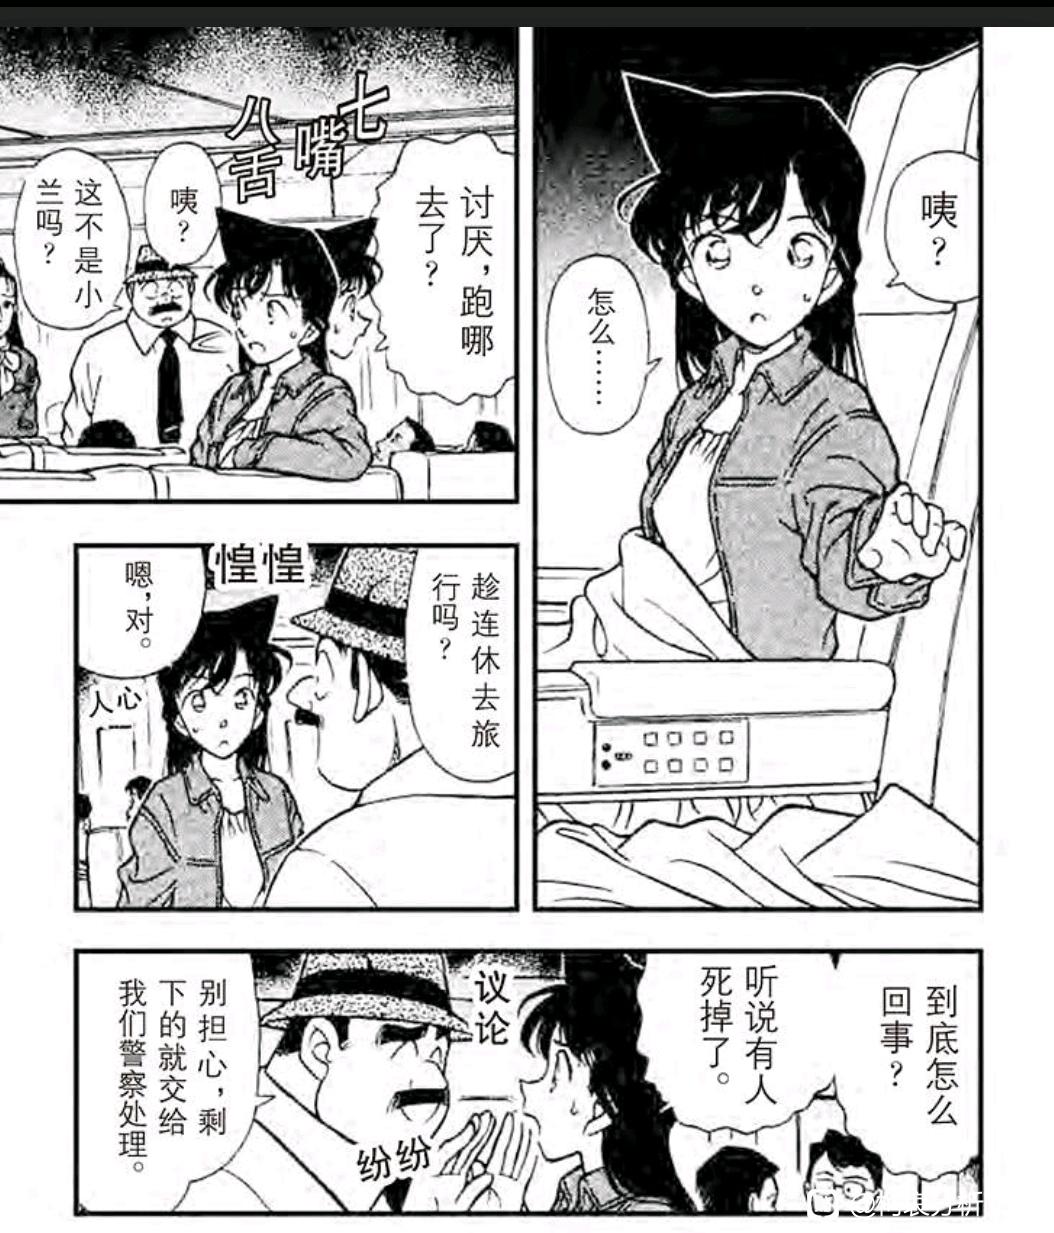 咦？
怎么……
讨厌，跑哪
去了？
七
嘴
八
舌
咦？
这不是小
兰吗？
趁连休去旅
行吗？
嗯，对。
人心
惶惶
到底怎么
回事？
听说有人
死掉了。
议论
纷纷
别担心，剩
下的就交给
我们警察处理。